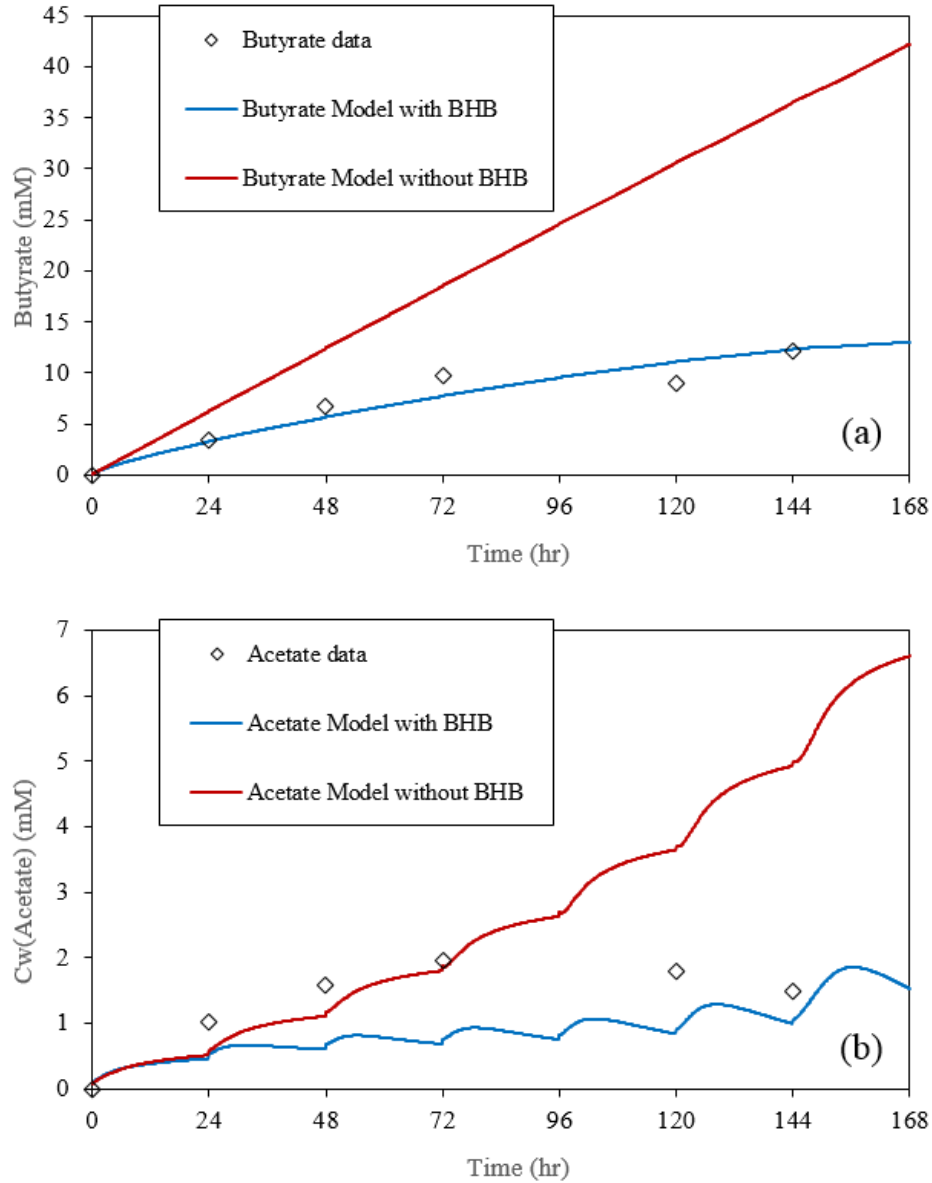 Butyrate data
Butyrate Model with BHB
Butyrate Model without BHB
Butyrate (mM)
45
40
35
30
25
20
15
10
5
0
(a)
0 24 48 72 96 120 144 168
Time (hr)
Acetate data
Acetate Model with BHB
Acetate Model without BHB
Cw(Acetate) (mM)
7
6
5
4
3
2
1
0
(b)
0 24 48 72 96 120 144 168
Time (hr)